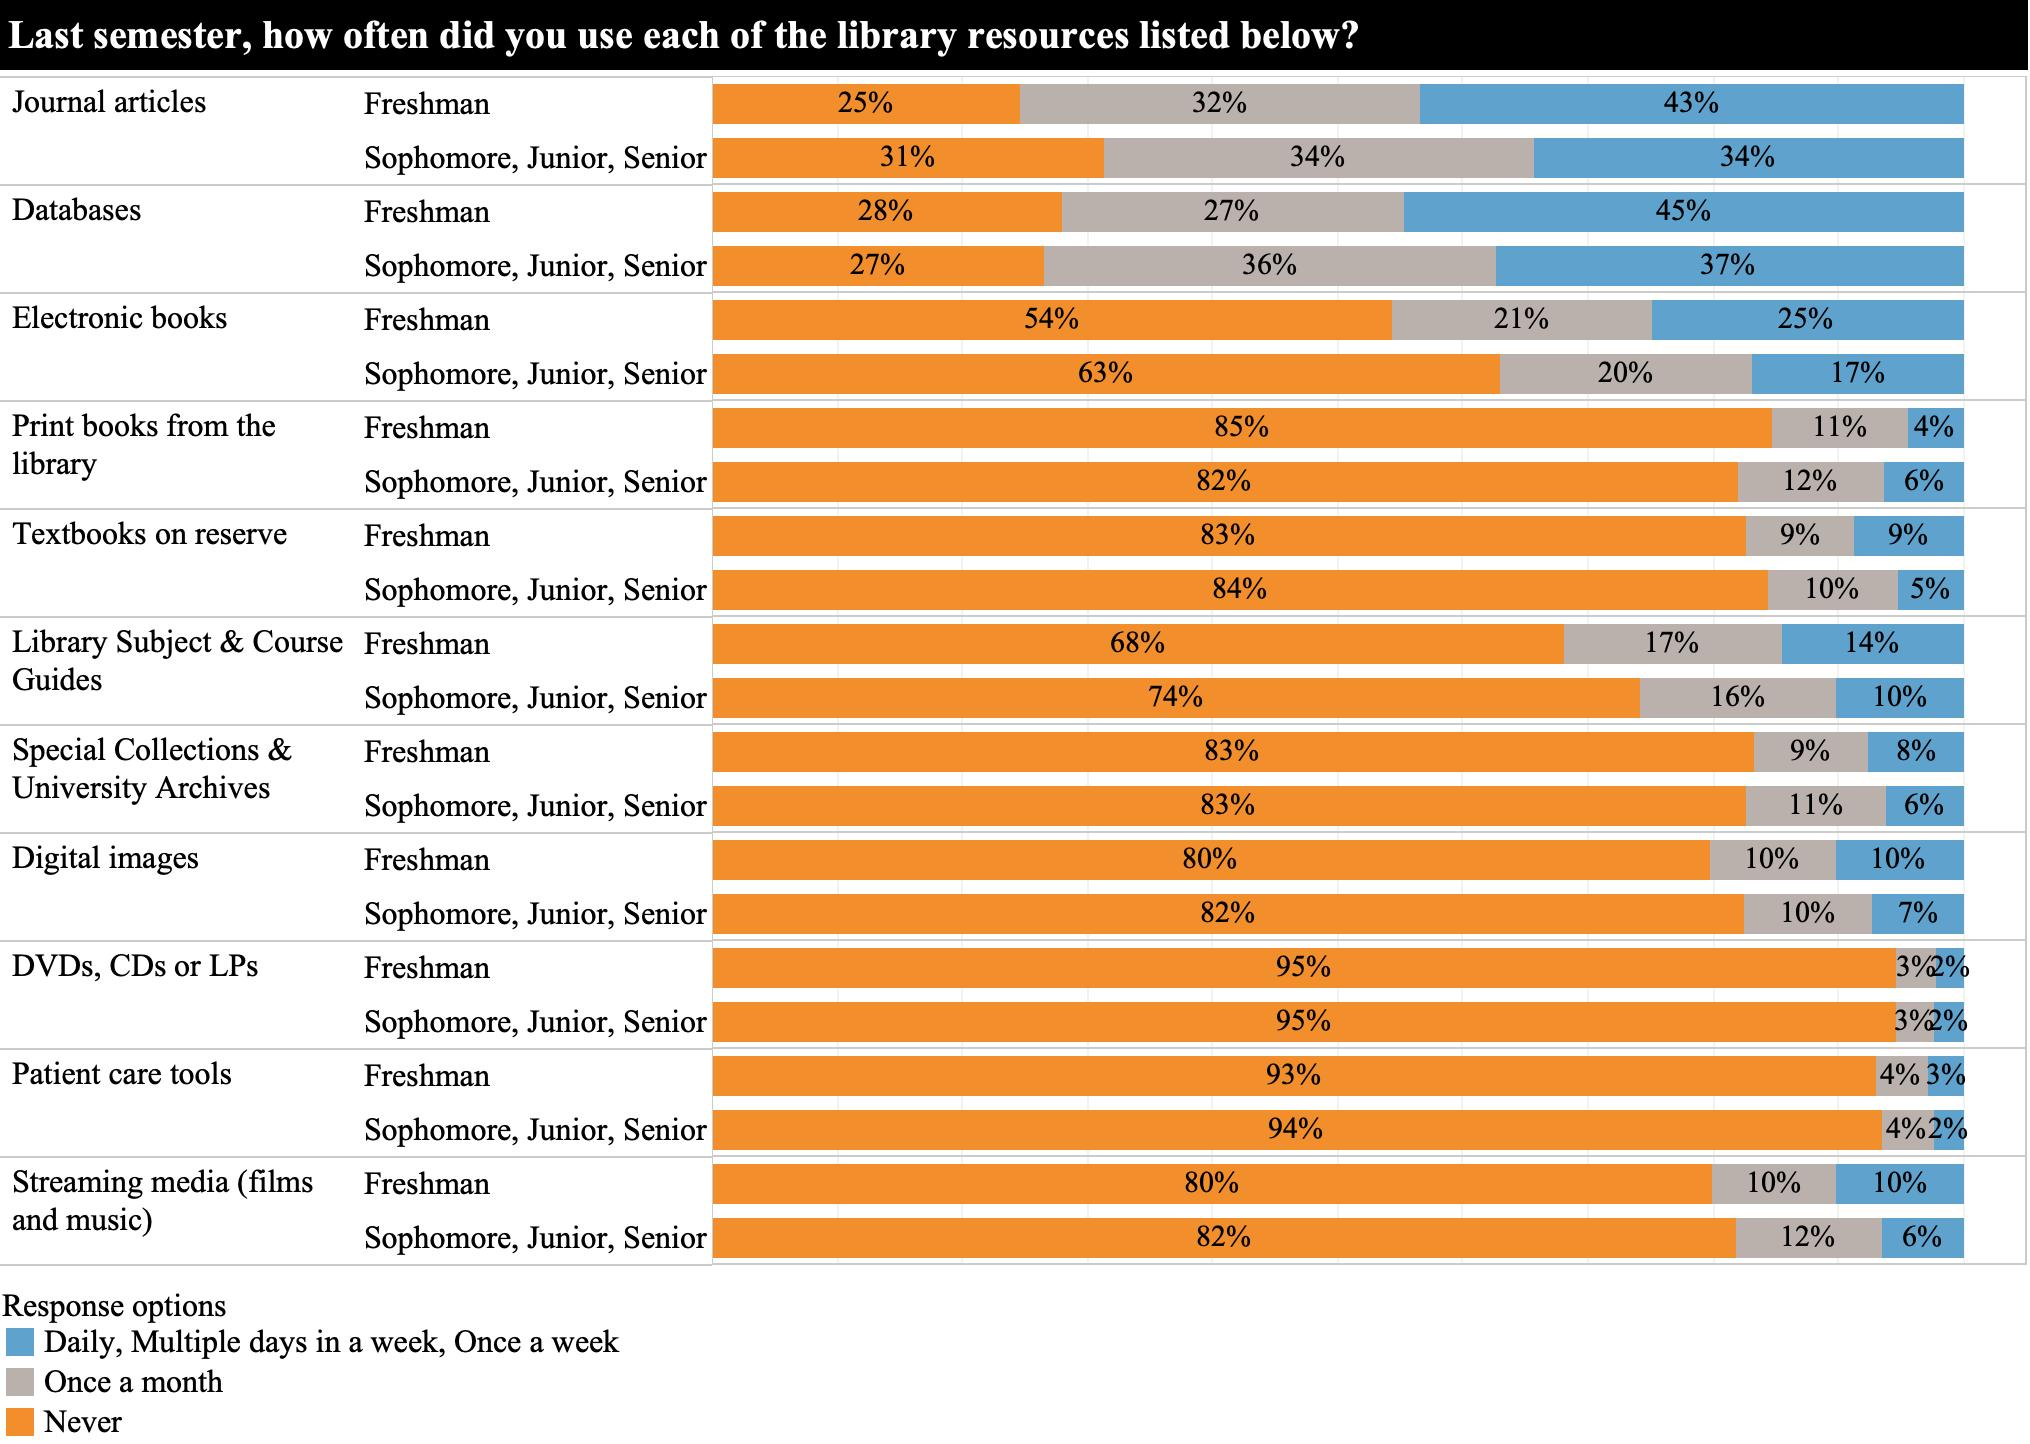 Last semester, how often did you use each of the library resources listed below?
Journal articles
Freshman 25% 32% 43%
Sophomore, Junior, Senior 31% 34% 34%
Databases
Freshman 28% 27% 45%
Sophomore, Junior, Senior 27% 36% 37%
Electronic books
Freshman 54% 21% 25%
Sophomore, Junior, Senior 63% 20% 17%
Print books from the
library
Freshman 85% 11% 4%
Sophomore, Junior, Senior 82% 12% 6%
Textbooks on reserve
Freshman 83% 9% 9%
Sophomore, Junior, Senior 84% 10% 5%
Library Subject & Course
Guides
Freshman 68% 17% 14%
Sophomore, Junior, Senior 74% 16% 10%
Special Collections &
University Archives
Freshman 83% 9% 8%
Sophomore, Junior, Senior 83% 11% 6%
Digital images
Freshman 80% 10% 10%
Sophomore, Junior, Senior 82% 10% 7%
DVDs, CDs or LPs
Freshman 95% 3% 2%
Sophomore, Junior, Senior 95% 3% 2%
Patient care tools
Freshman 93% 4% 3%
Sophomore, Junior, Senior 94% 4% 2%
Streaming media (films
and music)
Freshman 80% 10% 10%
Sophomore, Junior, Senior 82% 12% 6%
Response options
Daily, Multiple days in a week, Once a week
Once a month
Never